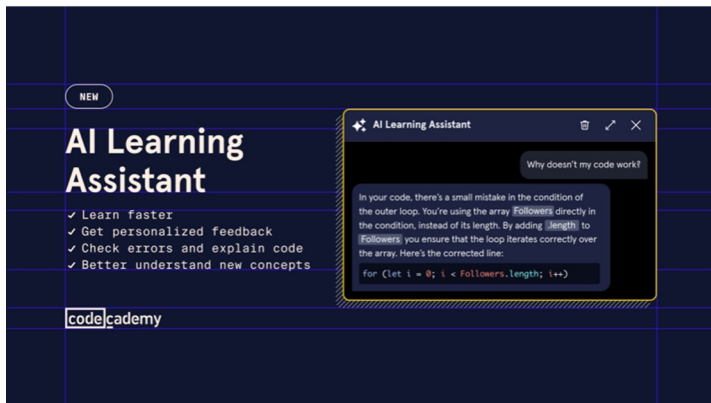 NEW
AI Learning
Assistant
✓ Learn faster
✓ Get personalized feedback
✓ Check errors and explain code
✓ Better understand new concepts
codecademy
AI Learning Assistant
Why doesn't my code work?
In your code, there's a small mistake in the condition of
the outer loop. You're using the array Followers directly in
the condition, instead of its length. By adding .length to
Followers you ensure that the loop iterates correctly over
the array. Here's the corrected line:
for (let i = 0; i < Followers.length; i++)